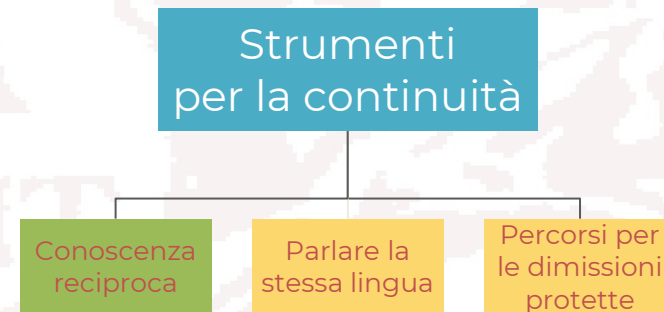 Strumenti
per la continuità
Conoscenza
reciproca
Parlare la
stessa lingua
Percorsi per
le dimissioni
protette